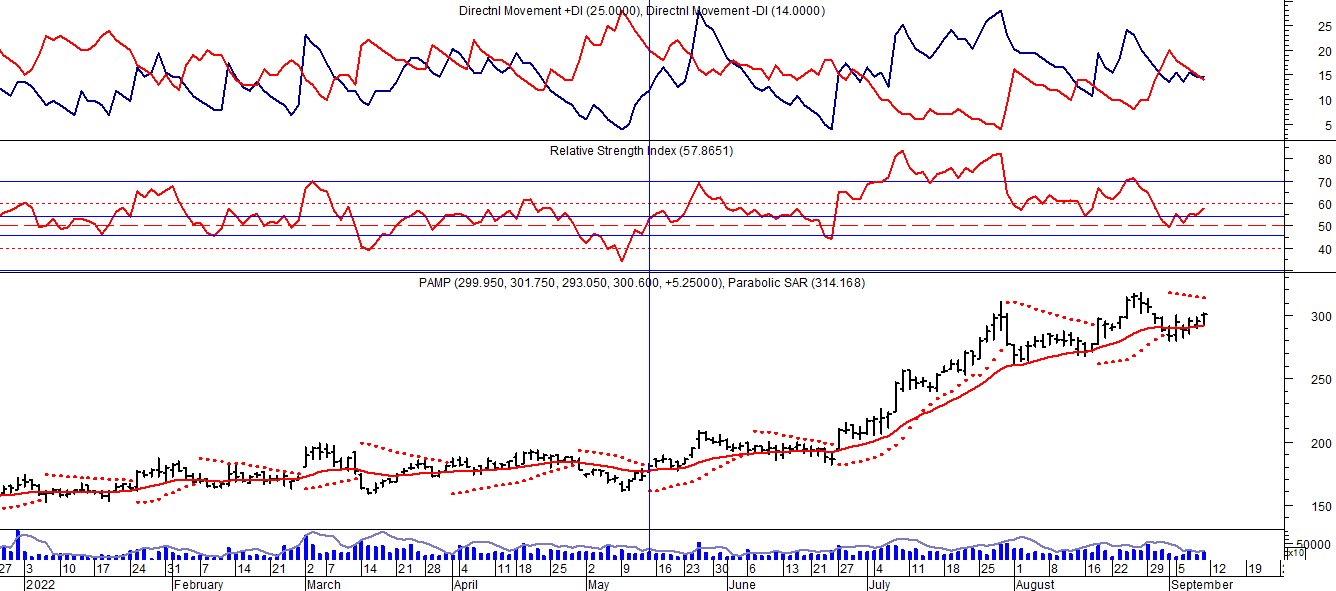 Directnl Movement +DI (25.0000), Directnl Movement -DI (14.0000)
25
20
15
10
5
Relative Strength Index (57.8651)
80
70
60
50
40
PAMP (299.950, 301.750, 293.050, 300.600, +5.25000), Parabolic SAR (314.168)
300
250
200
150
50000
x10
27 3 10 17 24 31 7 14 21 28 2 7 14 21 28 4 11 18 25 2 9 16 23 30 6 13 21 27 4 11 18 25 1 8 16 22 29 5 12 19
2022 February March April May June July August September